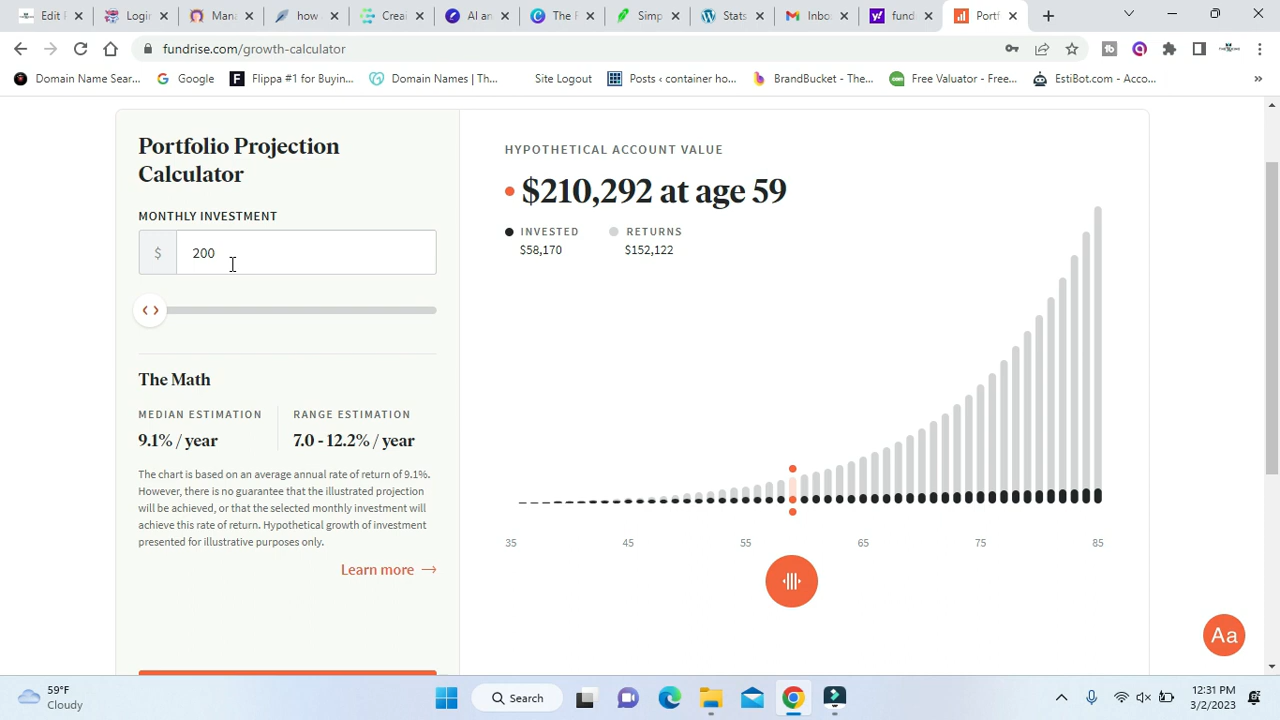 Edit
Login
Mana
how
Crea
AI an
The F
Simp
Stats
Inbo
fund
Portf
fundrise.com/growth-calculator
Domain Name Sear...
Google
Flippa #1 for Buyin...
Domain Names | Th...
Site Logout
Posts ‹ container ho...
BrandBucket - The...
Free Valuator - Free...
EstiBot.com - Acco...
»
Portfolio Projection
Calculator
MONTHLY INVESTMENT
$ 200
The Math
MEDIAN ESTIMATION
9.1% / year
RANGE ESTIMATION
7.0 - 12.2% / year
The chart is based on an average annual rate of return of 9.1%.
However, there is no guarantee that the illustrated projection
will be achieved, or that the selected monthly investment will
achieve this rate of return. Hypothetical growth of investment
presented for illustrative purposes only.
Learn more →
HYPOTHETICAL ACCOUNT VALUE
$210,292 at age 59
INVESTED
$58,170
RETURNS
$152,122
35 45 55 65 75 85
Aa
59°F
Cloudy
Search
12:31 PM
3/2/2023